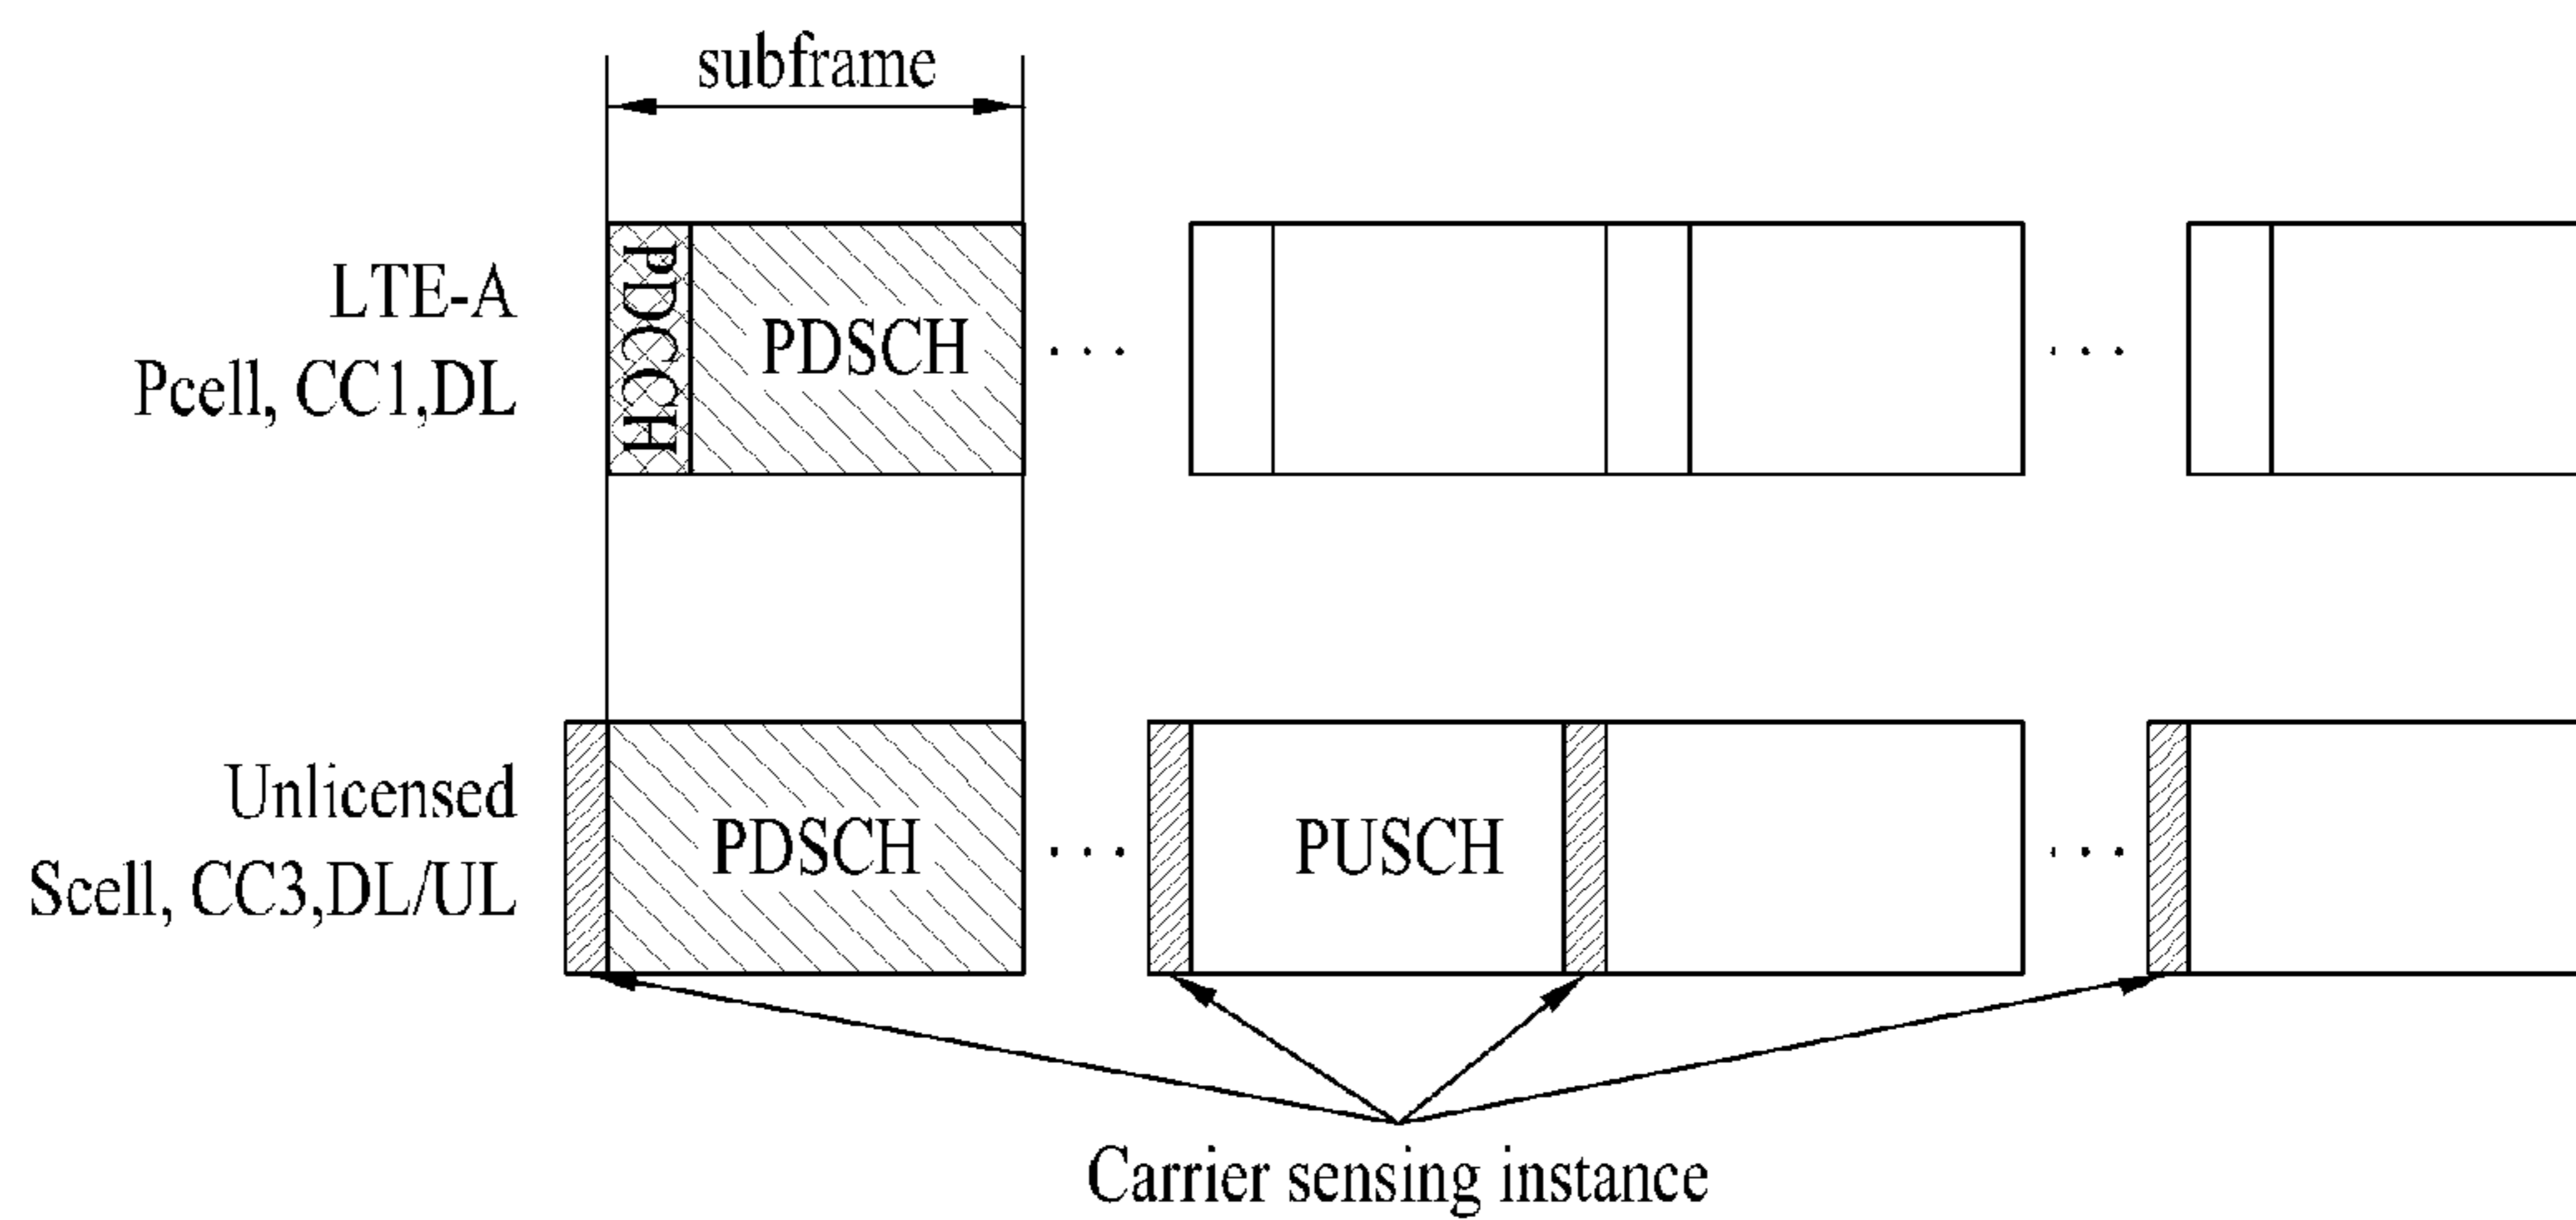 subframe
LTE-A
Pcell, CC1,DL
PDCCH
PDSCH
...
...
Unlicensed
Scell, CC3,DL/UL
PDSCH
...
PUSCH
...
Carrier sensing instance